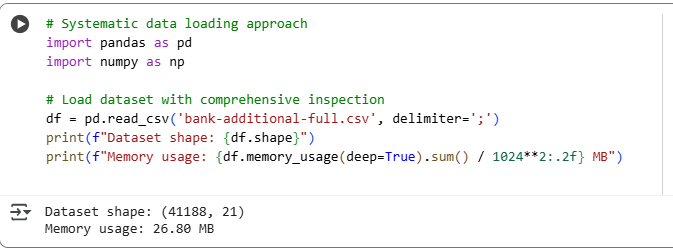 # Systematic data loading approach
import pandas as pd
import numpy as np
# Load dataset with comprehensive inspection
df = pd.read_csv('bank-additional-full.csv', delimiter=';')
print(f"Dataset shape: {df.shape}")
print(f"Memory usage: {df.memory_usage(deep=True).sum() / 1024**2:.2f} MB")
Dataset shape: (41188, 21)
Memory usage: 26.80 MB